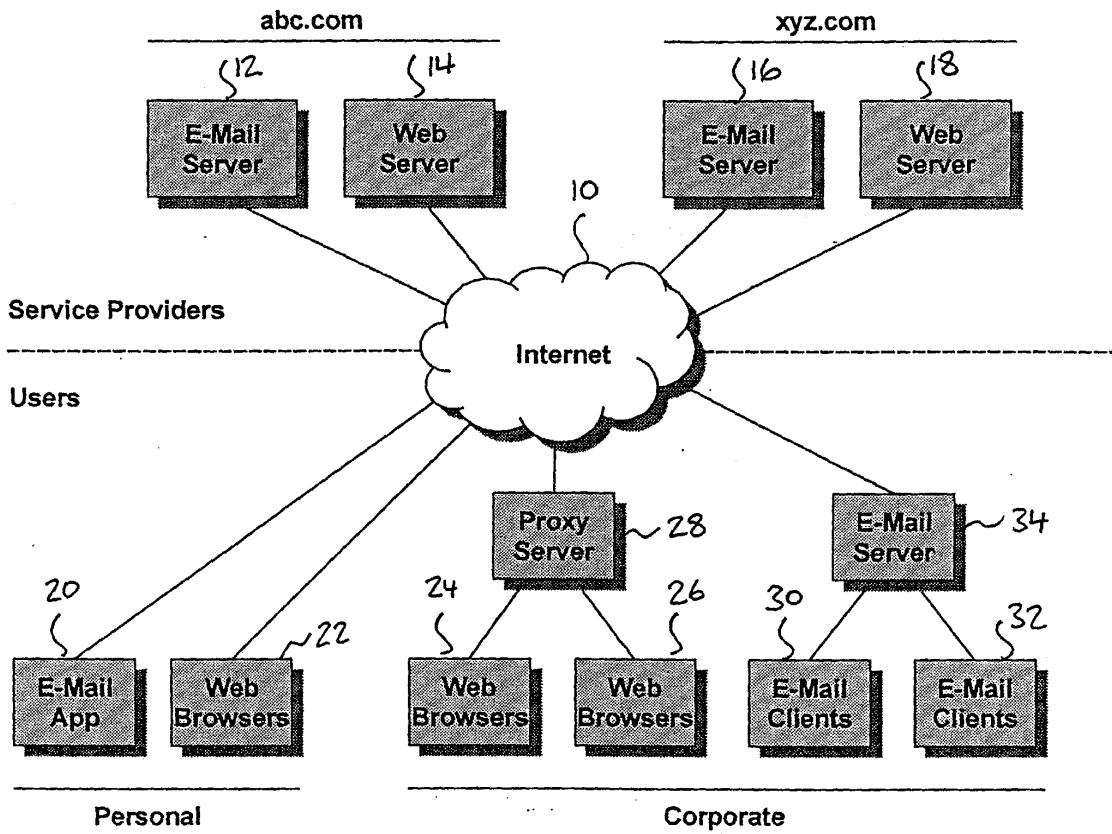 abc.com
xyz.com
12
14
16
18
E-Mail
Server
Web
Server
E-Mail
Server
Web
Server
10
Service Providers
Internet
Users
Proxy
Server
28
E-Mail
Server
34
20
22
24
26
30
32
E-Mail
App
Web
Browsers
Web
Browsers
Web
Browsers
E-Mail
Clients
E-Mail
Clients
Personal
Corporate